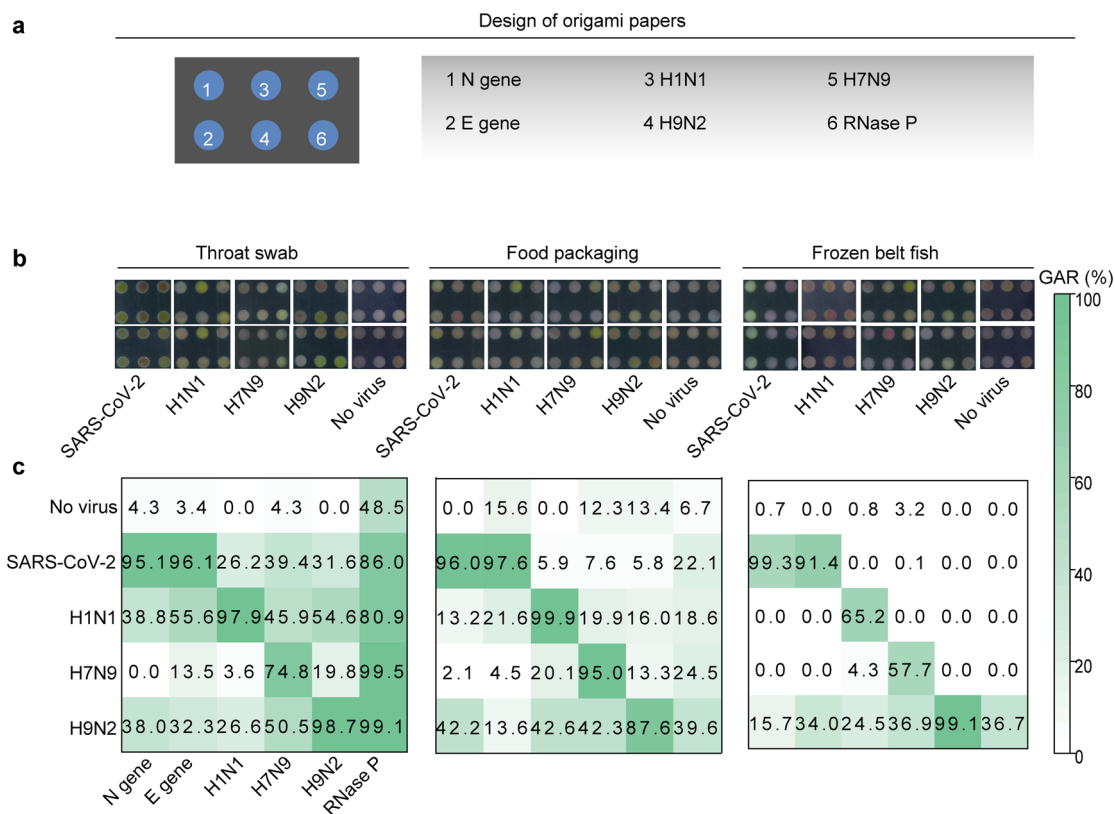 a
Design of origami papers
1 3 5
2 4 6
1 N gene 3 H1N1 5 H7N9
2 E gene 4 H9N2 6 RNase P
b
Throat swab Food packaging Frozen belt fish
SARS-CoV-2 H1N1 H7N9 H9N2 No virus SARS-CoV-2 H1N1 H7N9 H9N2 No virus SARS-CoV-2 H1N1 H7N9 H9N2 No virus
GAR (%)
100
80
60
40
20
0
c
No virus 4.3 3.4 0.0 4.3 0.0 48.5 0.0 15.6 0.0 12.3 13.4 6.7 0.7 0.0 0.8 3.2 0.0 0.0
SARS-CoV-2 95.1 96.1 26.2 39.4 31.6 86.0 96.0 97.6 5.9 7.6 5.8 22.1 99.3 91.4 0.0 0.1 0.0 0.0
H1N1 38.8 55.6 97.9 45.9 54.6 80.9 13.2 21.6 99.9 19.9 16.0 18.6 0.0 0.0 65.2 0.0 0.0 0.0
H7N9 0.0 13.5 3.6 74.8 19.8 99.5 2.1 4.5 20.1 95.0 13.3 24.5 0.0 0.0 4.3 57.7 0.0 0.0
H9N2 38.0 32.3 26.6 50.5 98.7 99.1 42.2 13.6 42.6 42.3 87.6 39.6 15.7 34.0 24.5 36.9 99.1 36.7
N gene E gene H1N1 H7N9 H9N2 RNase P